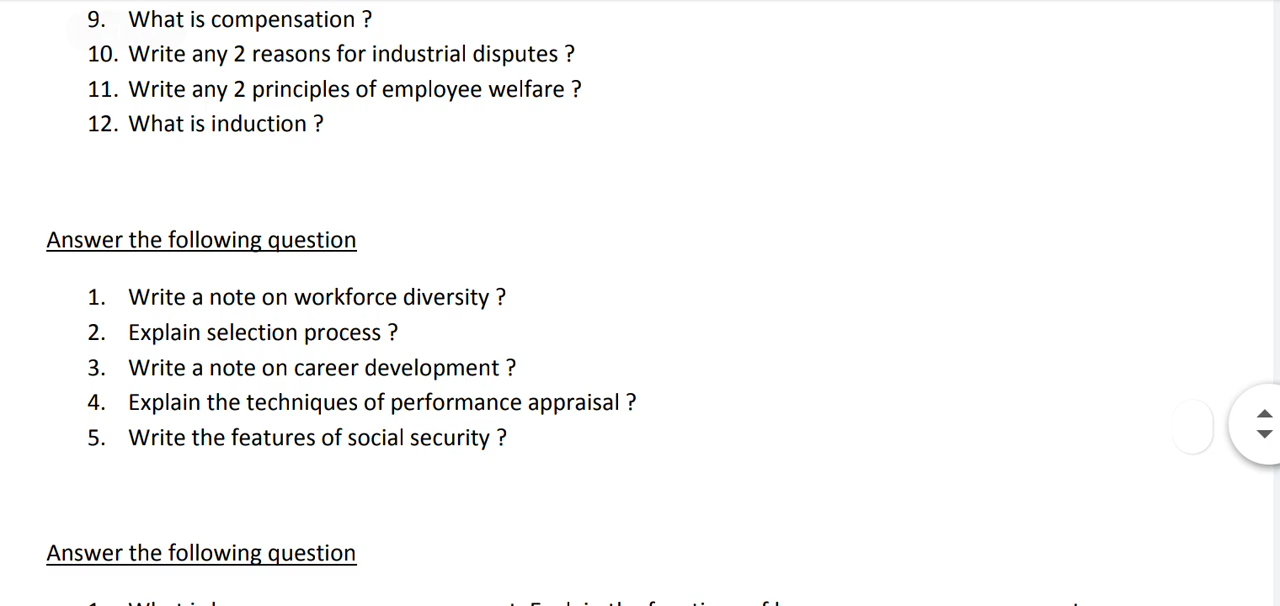 9. What is compensation ?
10. Write any 2 reasons for industrial disputes ?
11. Write any 2 principles of employee welfare ?
12. What is induction ?
Answer the following question
1. Write a note on workforce diversity ?
2. Explain selection process ?
3. Write a note on career development ?
4. Explain the techniques of performance appraisal ?
5. Write the features of social security ?
Answer the following question